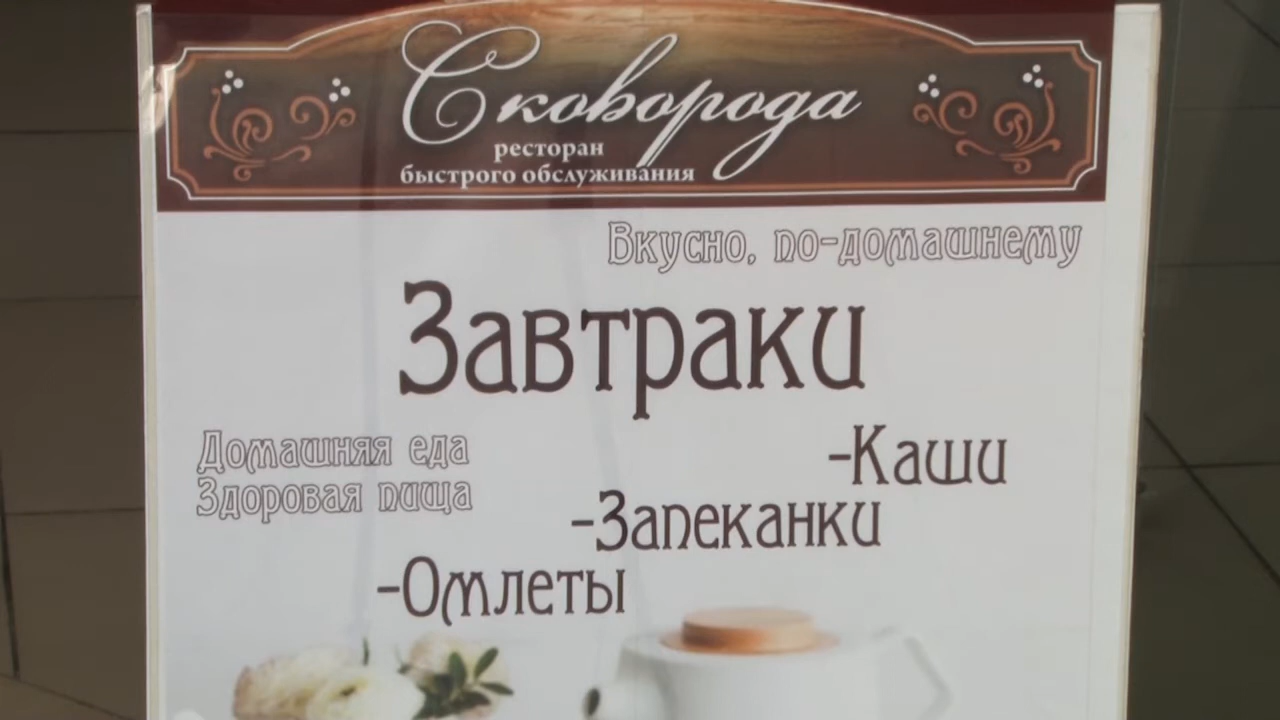 Сковорода
ресторан
быстрого обслуживания
Вкусно, по-домашнему
Завтраки
Домашняя еда
Здоровая пища
-Каши
-Запеканки
-Омлеты